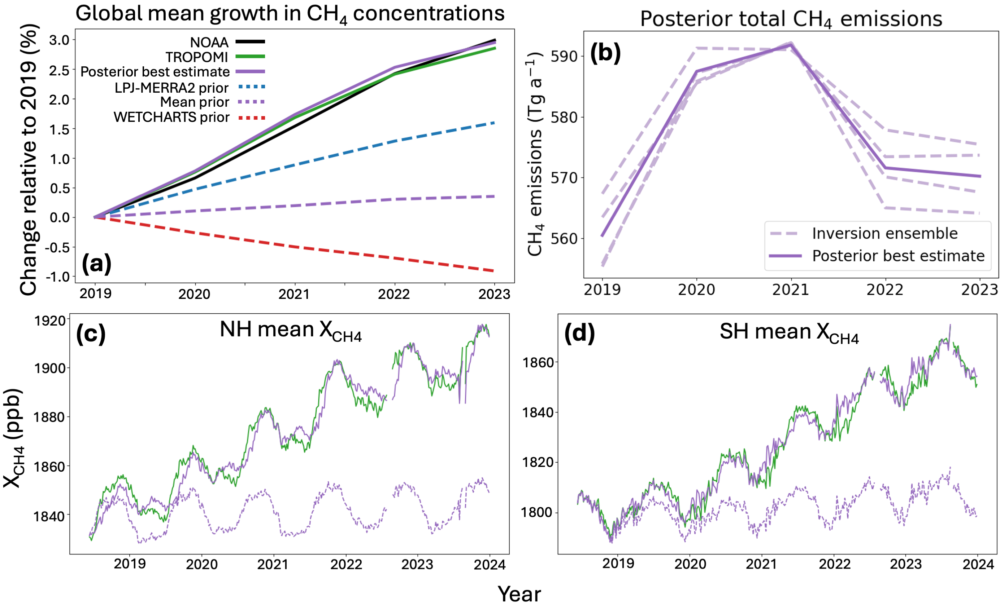 Global mean growth in CH₄ concentrations
Change relative to 2019 (%)
3.0
2.5
2.0
1.5
1.0
0.5
0.0
-0.5
-1.0
NOAA
TROPOMI
Posterior best estimate
LPJ-MERRA2 prior
Mean prior
WETCHARTS prior
(a)
2019 2020 2021 2022 2023
Posterior total CH₄ emissions
CH₄ emissions (Tg a⁻¹)
590
580
570
560
(b)
Inversion ensemble
Posterior best estimate
2019 2020 2021 2022 2023
X_CH4 (ppb)
1920
1900
1880
1860
1840
(c)
NH mean X_CH4
2019 2020 2021 2022 2023 2024
1860
1840
1820
1800
(d)
SH mean X_CH4
2019 2020 2021 2022 2023 2024
Year